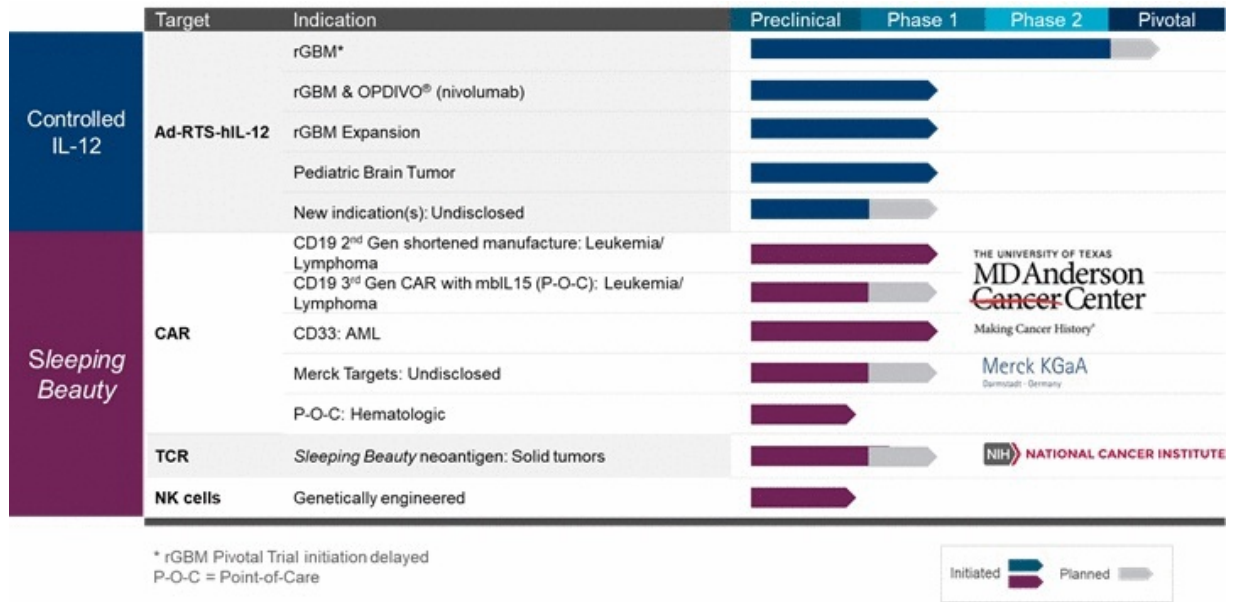 Target Indication Preclinical Phase 1 Phase 2 Pivotal
Controlled
IL-12
Ad-RTS-hIL-12
rGBM*
rGBM & OPDIVO® (nivolumab)
rGBM Expansion
Pediatric Brain Tumor
New indication(s): Undisclosed
Sleeping
Beauty
CAR
CD19 2nd Gen shortened manufacture: Leukemia/
Lymphoma
CD19 3rd Gen CAR with mbIL15 (P-O-C): Leukemia/
Lymphoma
THE UNIVERSITY OF TEXAS
MD Anderson
Cancer Center
Making Cancer History®
CD33: AML
Merck Targets: Undisclosed
Merck KGaA
Darmstadt · Germany
P-O-C: Hematologic
TCR Sleeping Beauty neoantigen: Solid tumors
NIH NATIONAL CANCER INSTITUTE
NK cells Genetically engineered
* rGBM Pivotal Trial initiation delayed
P-O-C = Point-of-Care
Initiated Planned